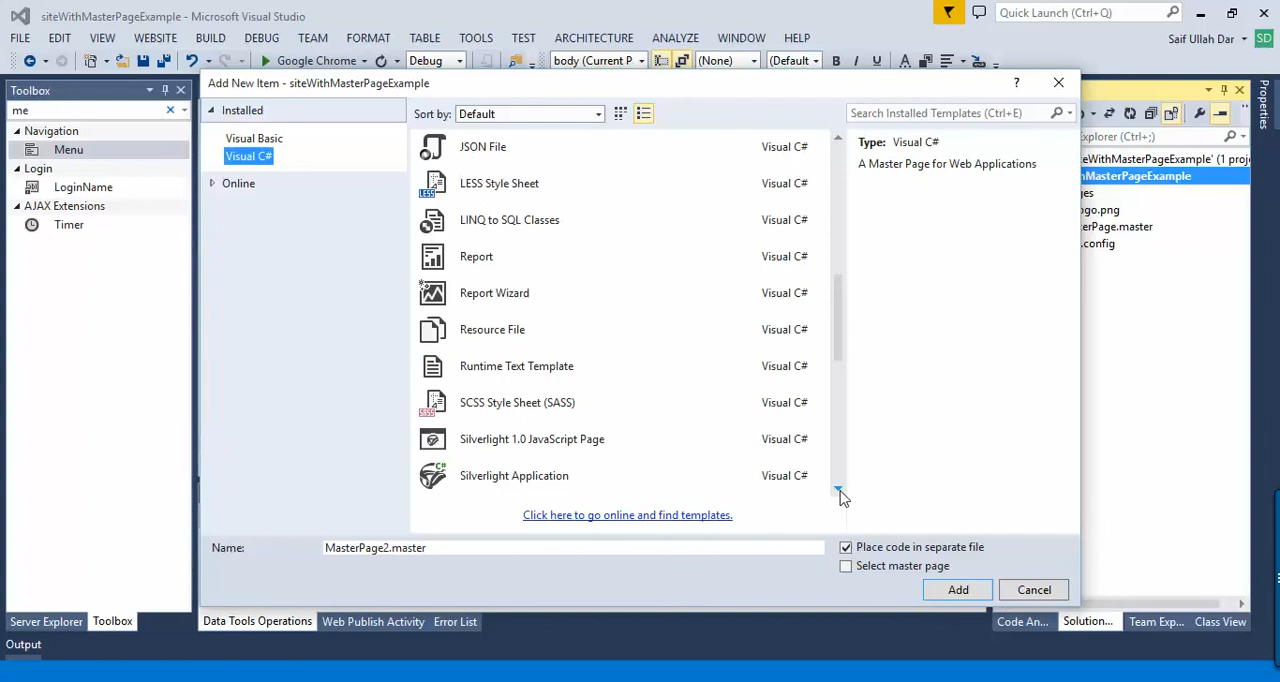 siteWithMasterPageExample - Microsoft Visual Studio
Quick Launch (Ctrl+Q)
FILE EDIT VIEW WEBSITE BUILD DEBUG TEAM FORMAT TABLE TOOLS TEST ARCHITECTURE ANALYZE WINDOW HELP
Saif Ullah Dar SD
Google Chrome Debug body (Current P (None) (Default B I U A
Toolbox
me
Navigation
Menu
Login
LoginName
AJAX Extensions
Timer
Add New Item - siteWithMasterPageExample
?
Installed
Visual Basic
Visual C#
Online
Sort by: Default
Search Installed Templates (Ctrl+E)
JSON File Visual C#
LESS Style Sheet Visual C#
LINQ to SQL Classes Visual C#
Report Visual C#
Report Wizard Visual C#
Resource File Visual C#
Runtime Text Template Visual C#
SCSS Style Sheet (SASS) Visual C#
Silverlight 1.0 JavaScript Page Visual C#
Silverlight Application Visual C#
Click here to go online and find templates.
Type: Visual C#
A Master Page for Web Applications
Name: MasterPage2.master
Place code in separate file
Select master page
Add Cancel
Explorer (Ctrl+;)
teWithMasterPageExample' (1 proj
hMasterPageExample
ges
ogo.png
erPage.master
.config
Properties
Server Explorer Toolbox
Data Tools Operations Web Publish Activity Error List
Code An... Solution... Team Exp... Class View
Output